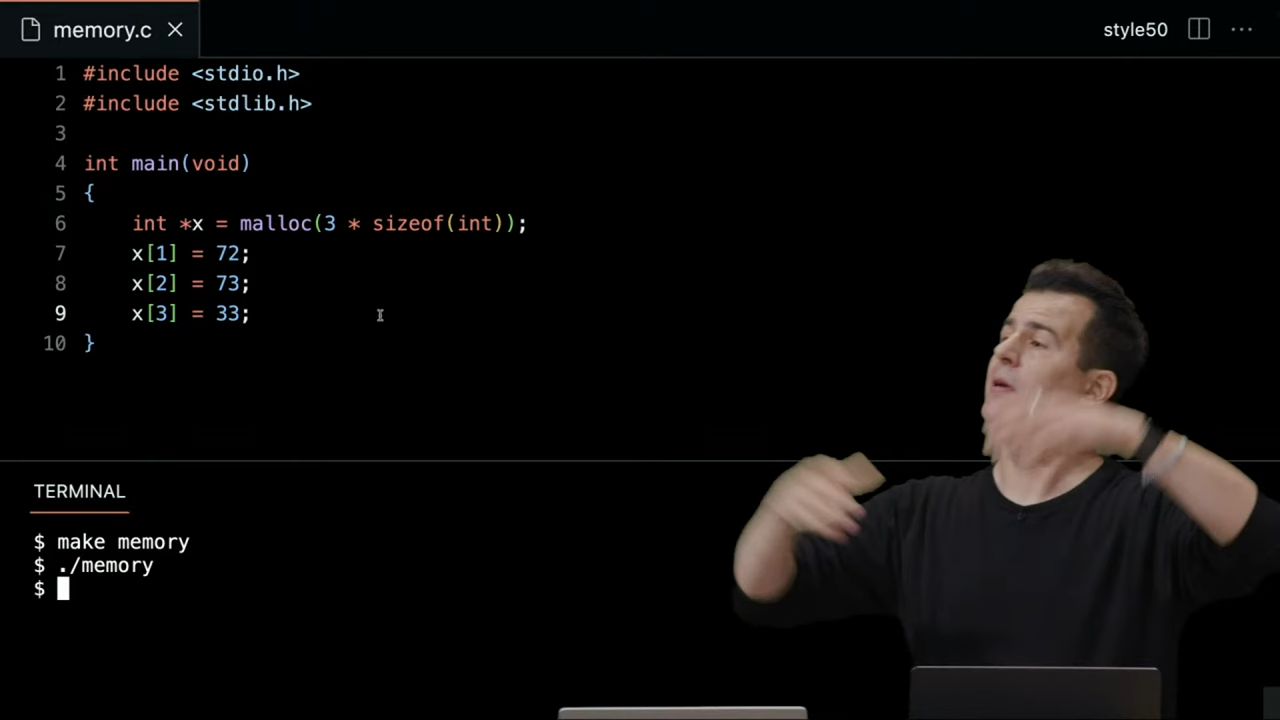 memory.c
style50
1 #include <stdio.h>
2 #include <stdlib.h>
3
4 int main(void)
5 {
6     int *x = malloc(3 * sizeof(int));
7     x[1] = 72;
8     x[2] = 73;
9     x[3] = 33;
10 }
TERMINAL
$ make memory
$ ./memory
$